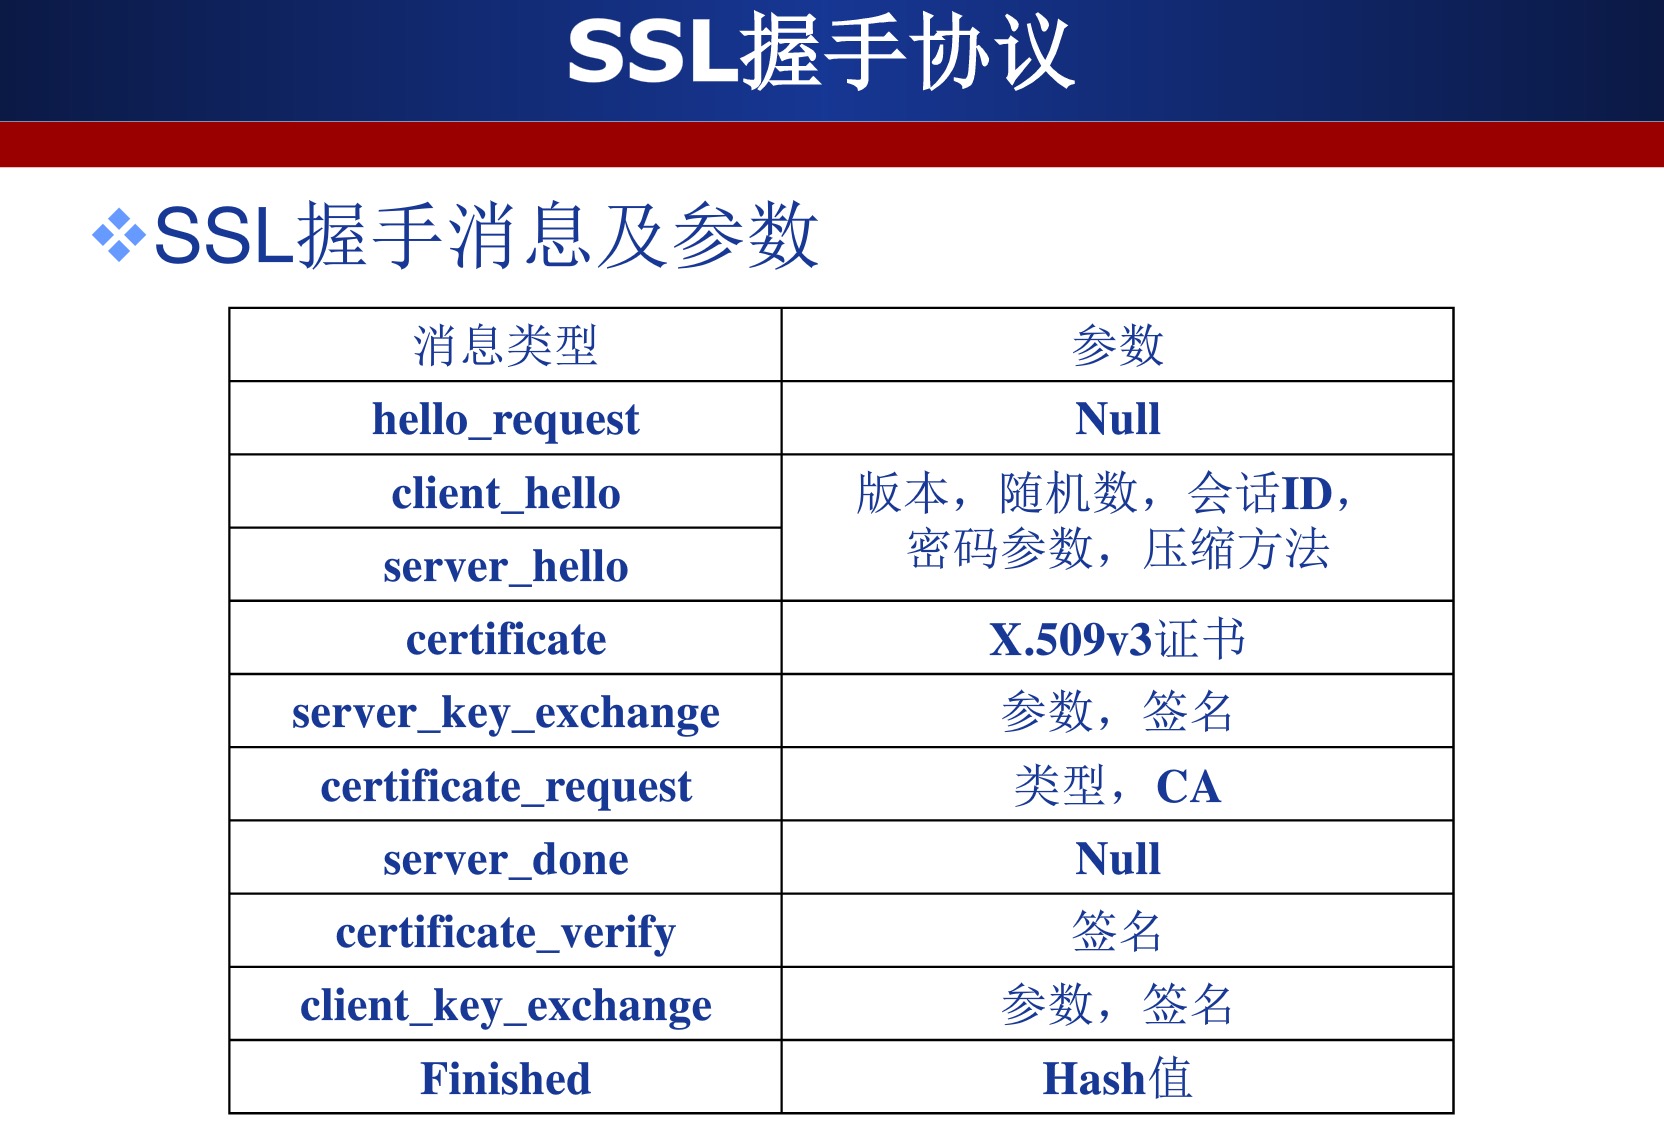 SSL握手协议
❖SSL握手消息及参数
消息类型 参数
hello_request Null
client_hello 版本，随机数，会话ID，
密码参数，压缩方法
server_hello
certificate X.509v3证书
server_key_exchange 参数，签名
certificate_request 类型，CA
server_done Null
certificate_verify 签名
client_key_exchange 参数，签名
Finished Hash值